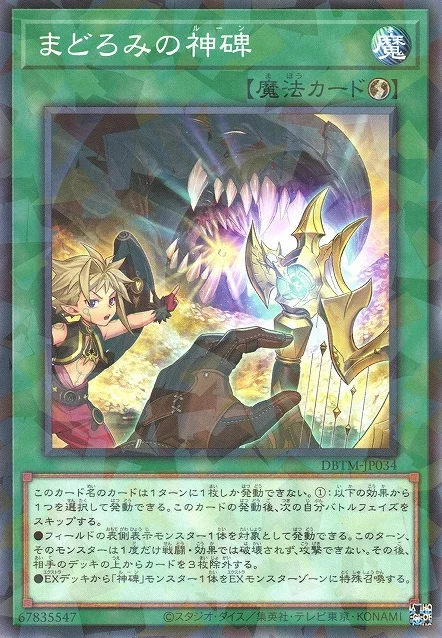 まどろみの神碑
ルーン
魔
【魔法カード】
まほう
DBTM-JP034
このカード名のカードは1ターンに1枚しか発動できない。①:以下の効果から
1つを選択して発動できる。このカードの発動後、次の自分バトルフェイズを
スキップする。
●フィールドの表側表示モンスター1体を対象として発動できる。このターン、
そのモンスターは1度だけ戦闘・効果では破壊されず、攻撃できない。その後、
相手のデッキの上からカードを3枚除外する。
●EXデッキから「神碑」モンスター1体をEXモンスターゾーンに特殊召喚する。
67835547
©スタジオ・ダイス/集英社・テレビ東京・KONAMI